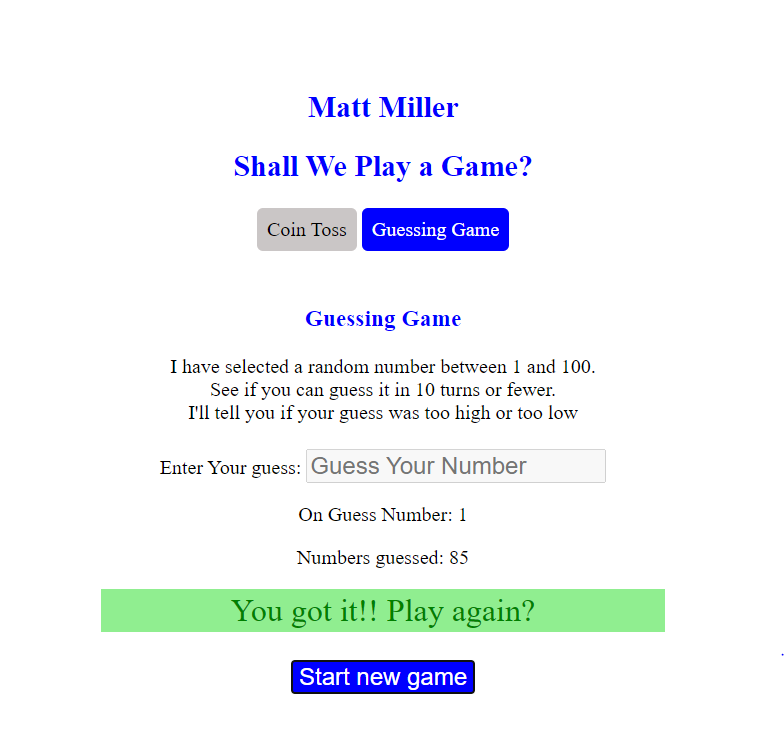 Matt Miller
Shall We Play a Game?
Coin Toss Guessing Game
Guessing Game
I have selected a random number between 1 and 100.
See if you can guess it in 10 turns or fewer.
I'll tell you if your guess was too high or too low
Enter Your guess: Guess Your Number
On Guess Number: 1
Numbers guessed: 85
You got it!! Play again?
Start new game